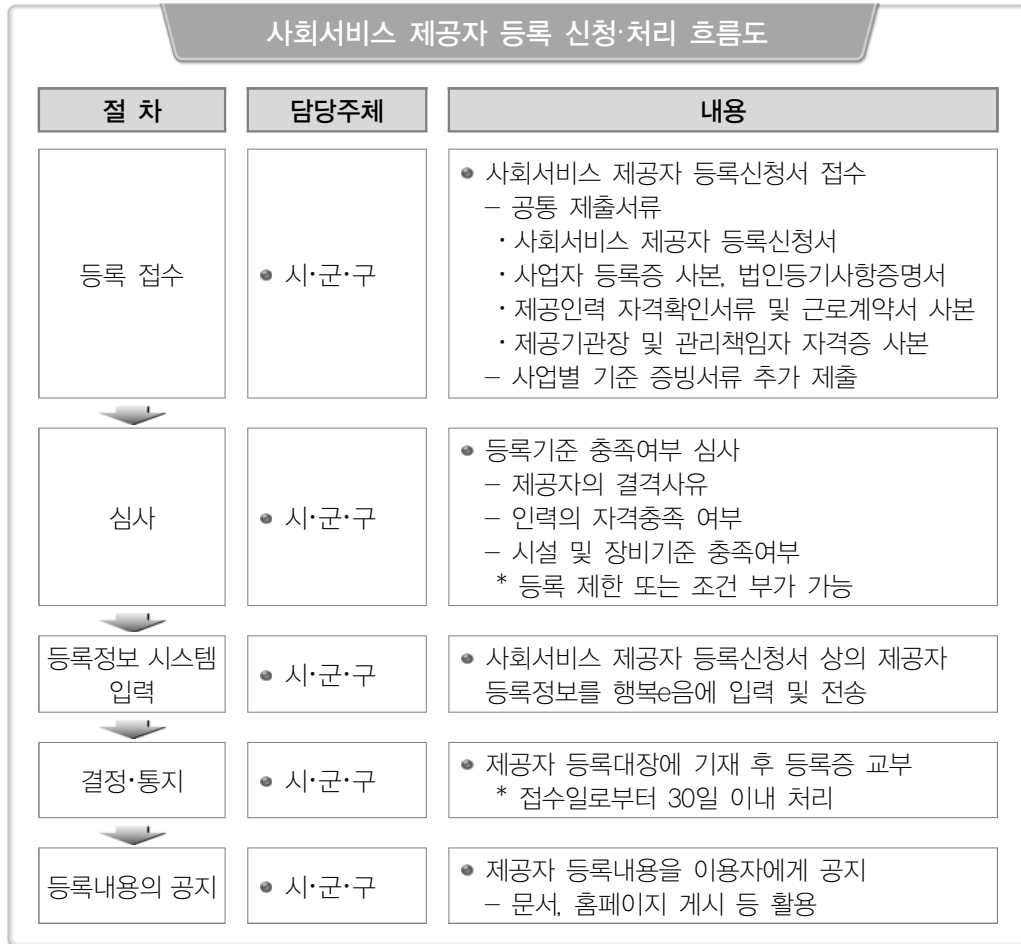 사회서비스 제공자 등록 신청·처리 흐름도
절 차
담당주체
내용
등록 접수
● 시·군·구
● 사회서비스 제공자 등록신청서 접수
– 공통 제출서류
·사회서비스 제공자 등록신청서
·사업자 등록증 사본, 법인등기사항증명서
·제공인력 자격확인서류 및 근로계약서 사본
·제공기관장 및 관리책임자 자격증 사본
– 사업별 기준 증빙서류 추가 제출
심사
● 시·군·구
● 등록기준 충족여부 심사
– 제공자의 결격사유
– 인력의 자격충족 여부
– 시설 및 장비기준 충족여부
* 등록 제한 또는 조건 부가 가능
등록정보 시스템
입력
● 시·군·구
● 사회서비스 제공자 등록신청서 상의 제공자
등록정보를 행복e음에 입력 및 전송
결정·통지
● 시·군·구
● 제공자 등록대장에 기재 후 등록증 교부
* 접수일로부터 30일 이내 처리
등록내용의 공지
● 시·군·구
● 제공자 등록내용을 이용자에게 공지
– 문서, 홈페이지 게시 등 활용